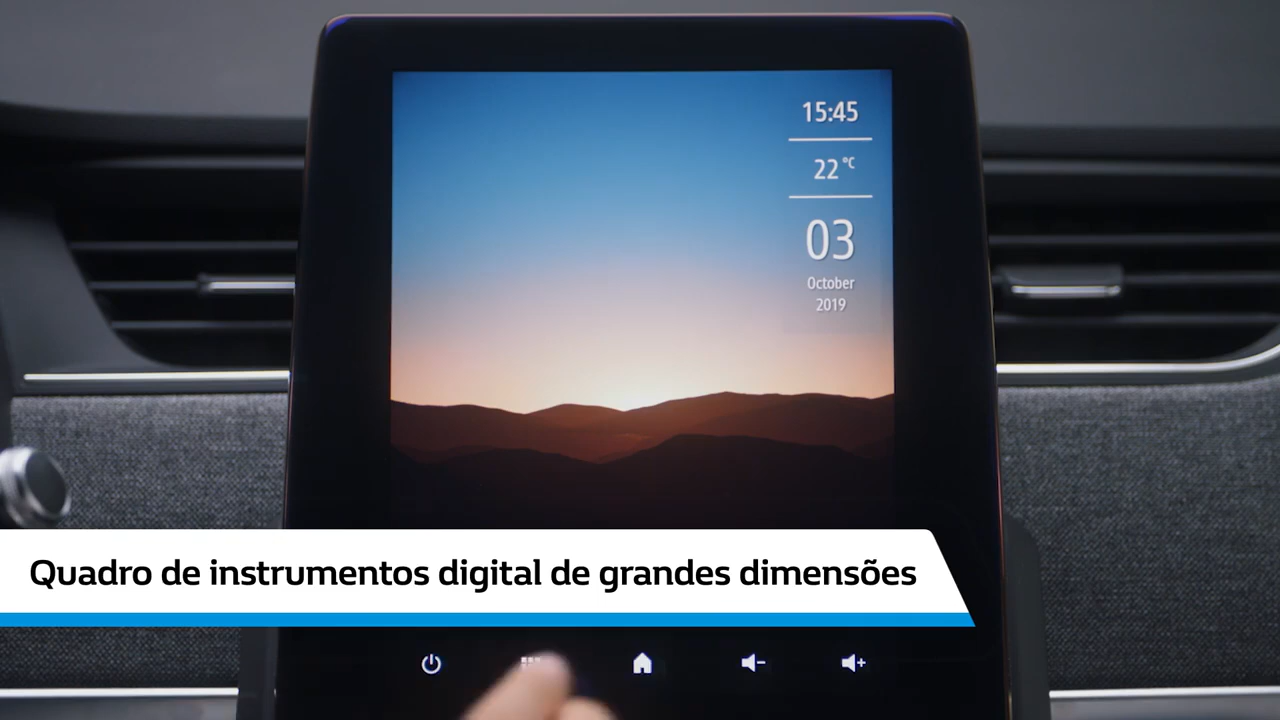 15:45
22 °C
03
October
2019
Quadro de instrumentos digital de grandes dimensões